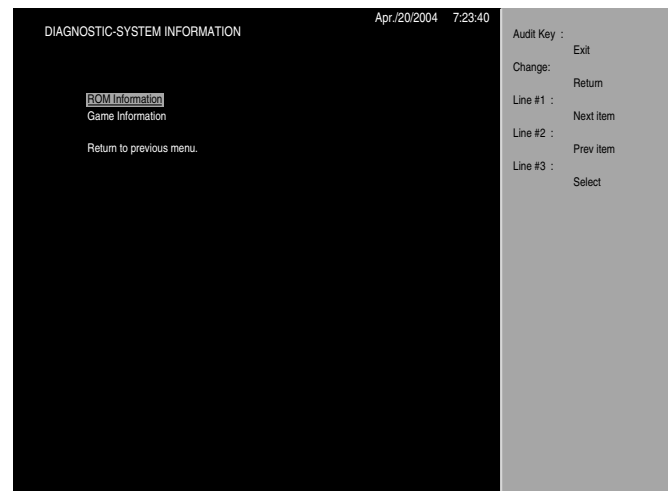 Apr./20/2004 7:23:40
DIAGNOSTIC-SYSTEM INFORMATION
ROM Information
Game Information
Return to previous menu.
Audit Key :
Exit
Change:
Return
Line #1 :
Next item
Line #2 :
Prev item
Line #3 :
Select